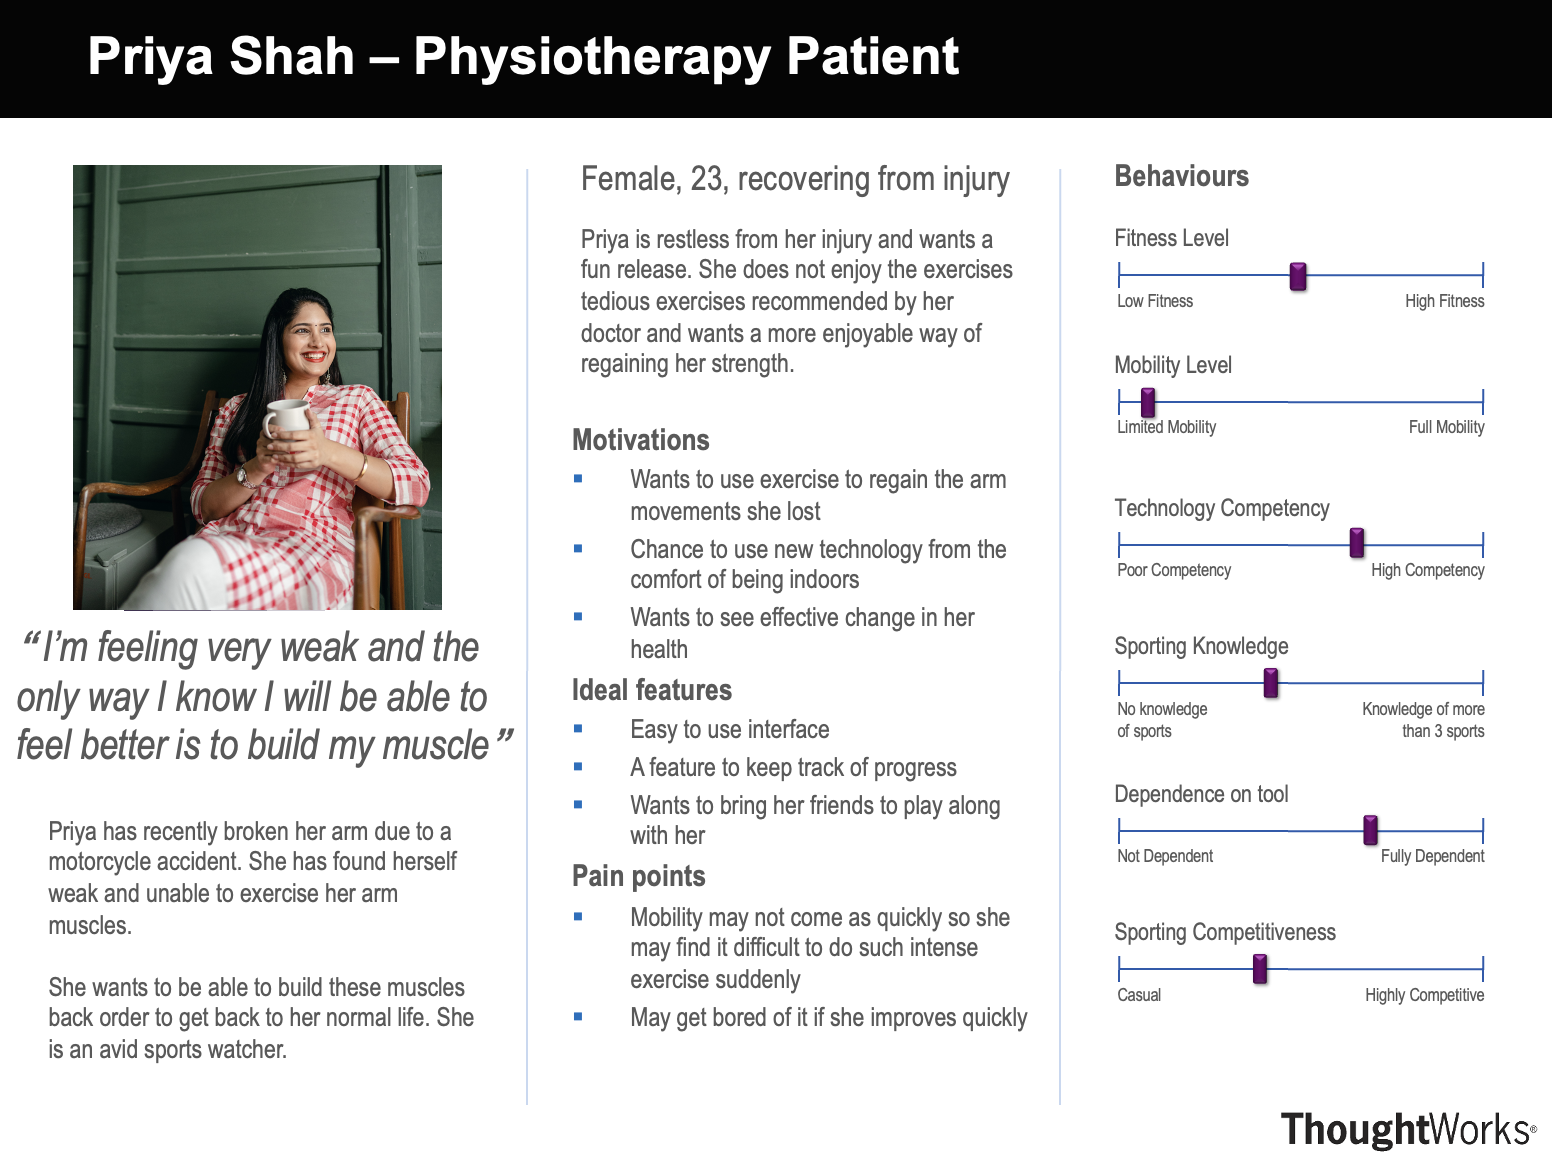 Priya Shah – Physiotherapy Patient
“I’m feeling very weak and the
only way I know I will be able to
feel better is to build my muscle”
Priya has recently broken her arm due to a
motorcycle accident. She has found herself
weak and unable to exercise her arm
muscles.
She wants to be able to build these muscles
back order to get back to her normal life. She
is an avid sports watcher.
Female, 23, recovering from injury
Priya is restless from her injury and wants a
fun release. She does not enjoy the exercises
tedious exercises recommended by her
doctor and wants a more enjoyable way of
regaining her strength.
Motivations
Wants to use exercise to regain the arm
movements she lost
Chance to use new technology from the
comfort of being indoors
Wants to see effective change in her
health
Ideal features
Easy to use interface
A feature to keep track of progress
Wants to bring her friends to play along
with her
Pain points
Mobility may not come as quickly so she
may find it difficult to do such intense
exercise suddenly
May get bored of it if she improves quickly
Behaviours
Fitness Level
Low Fitness High Fitness
Mobility Level
Limited Mobility Full Mobility
Technology Competency
Poor Competency High Competency
Sporting Knowledge
No knowledge Knowledge of more
of sports than 3 sports
Dependence on tool
Not Dependent Fully Dependent
Sporting Competitiveness
Casual Highly Competitive
ThoughtWorks®